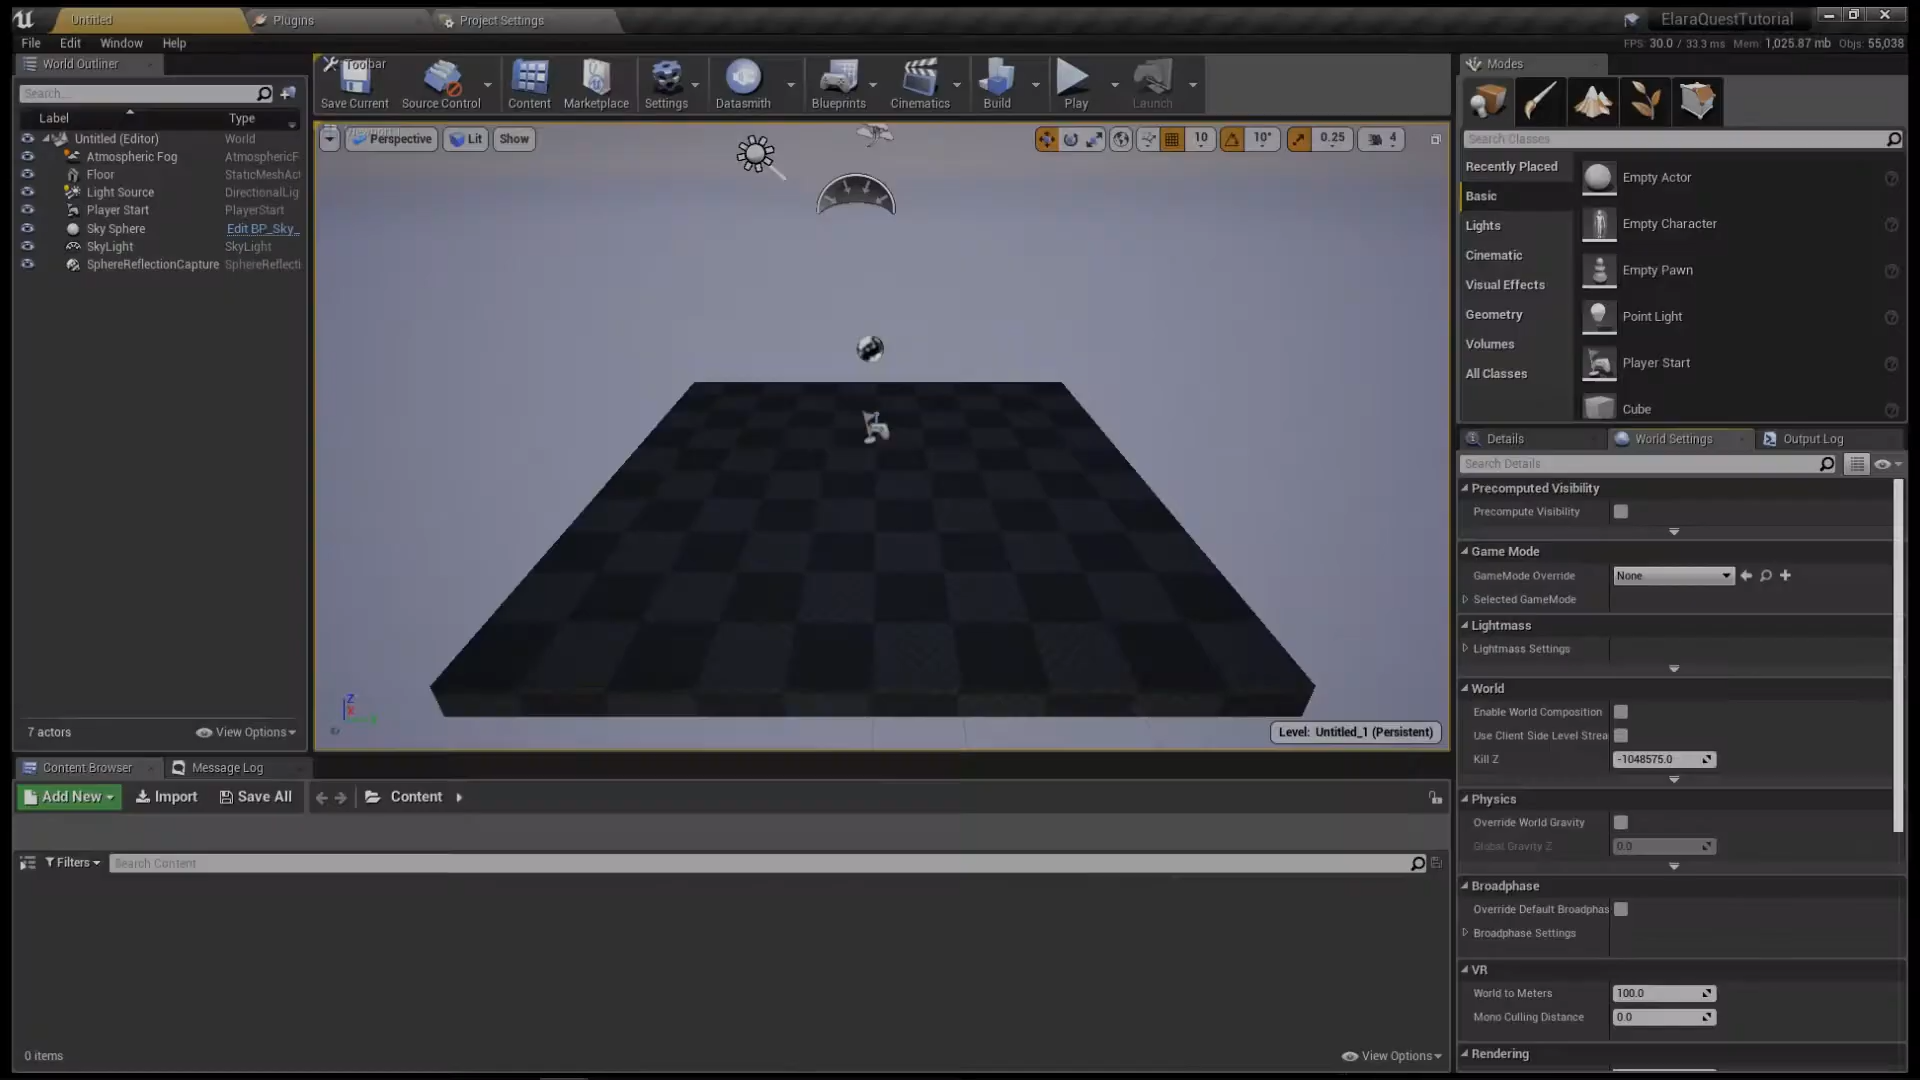 Untitled
Plugins
Project Settings
ElaraQuestTutorial
File Edit Window Help
FPS: 30.0 / 33.3 ms Mem: 1,025.87 mb Objs: 55,038
World Outliner
Search...
Label Type
Untitled (Editor) World
Atmospheric Fog AtmosphericF
Floor StaticMeshAct
Light Source DirectionalLig
Player Start PlayerStart
Sky Sphere Edit BP_Sky_
SkyLight SkyLight
SphereReflectionCapture SphereReflecti
7 actors View Options
Toolbar
Save Current Source Control Content Marketplace Settings Datasmith Blueprints Cinematics Build Play Launch
Perspective Lit Show
10 10° 0.25 4
Z
X
Level: Untitled_1 (Persistent)
Modes
Search Classes
Recently Placed
Basic
Lights
Cinematic
Visual Effects
Geometry
Volumes
All Classes
Empty Actor
Empty Character
Empty Pawn
Point Light
Player Start
Cube
Details World Settings Output Log
Search Details
Precomputed Visibility
Precompute Visibility
Game Mode
GameMode Override None
Selected GameMode
Lightmass
Lightmass Settings
World
Enable World Composition
Use Client Side Level Strea
Kill Z -1048575.0
Physics
Override World Gravity
Global Gravity Z 0.0
Broadphase
Override Default Broadphas
Broadphase Settings
VR
World to Meters 100.0
Mono Culling Distance 0.0
Rendering
Content Browser Message Log
Add New Import Save All Content
Filters Search Content
0 items View Options